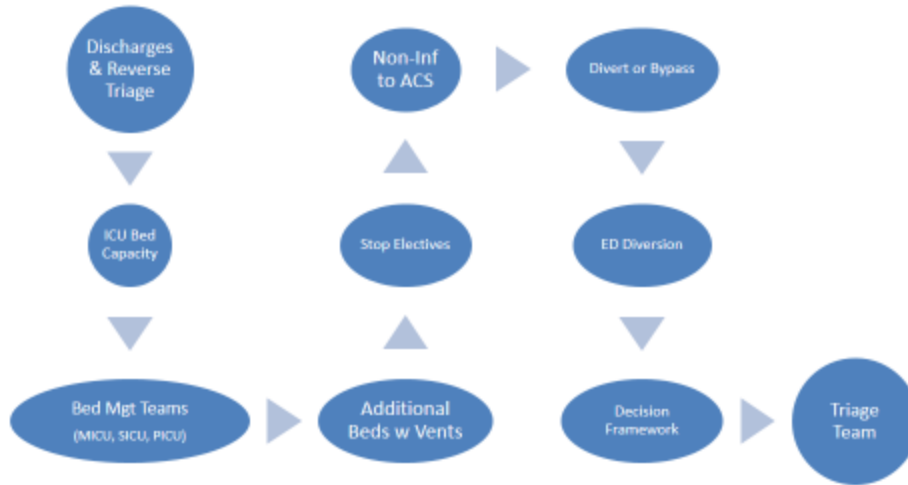 Discharges
& Reverse
Triage
ICU Bed
Capacity
Bed Mgt Teams
(MICU, SICU, PICU)
Additional
Beds w Vents
Stop Electives
Non-Inf
to ACS
Divert or Bypass
ED Diversion
Decision
Framework
Triage
Team